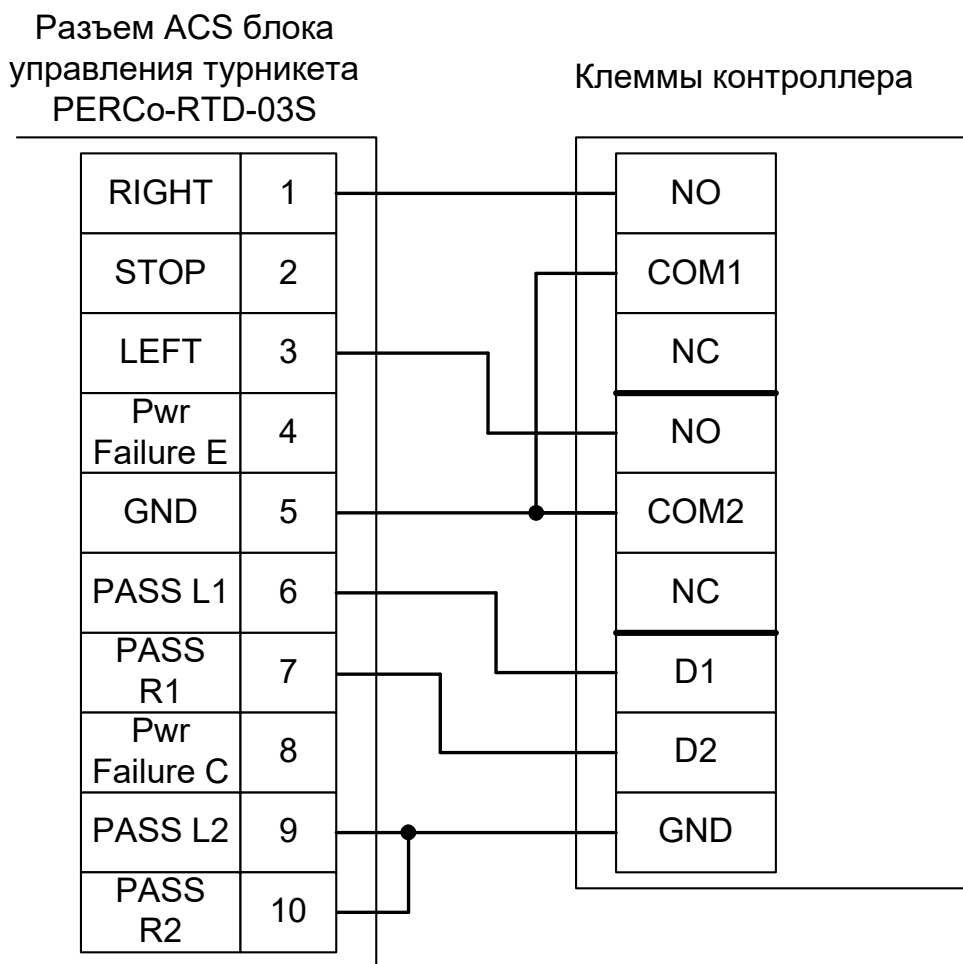 Разъем ACS блока
управления турникета
PERCo-RTD-03S
Клеммы контроллера
RIGHT 1
STOP 2
LEFT 3
Pwr
Failure E 4
GND 5
PASS L1 6
PASS
R1 7
Pwr
Failure C 8
PASS L2 9
PASS
R2 10
NO
COM1
NC
NO
COM2
NC
D1
D2
GND